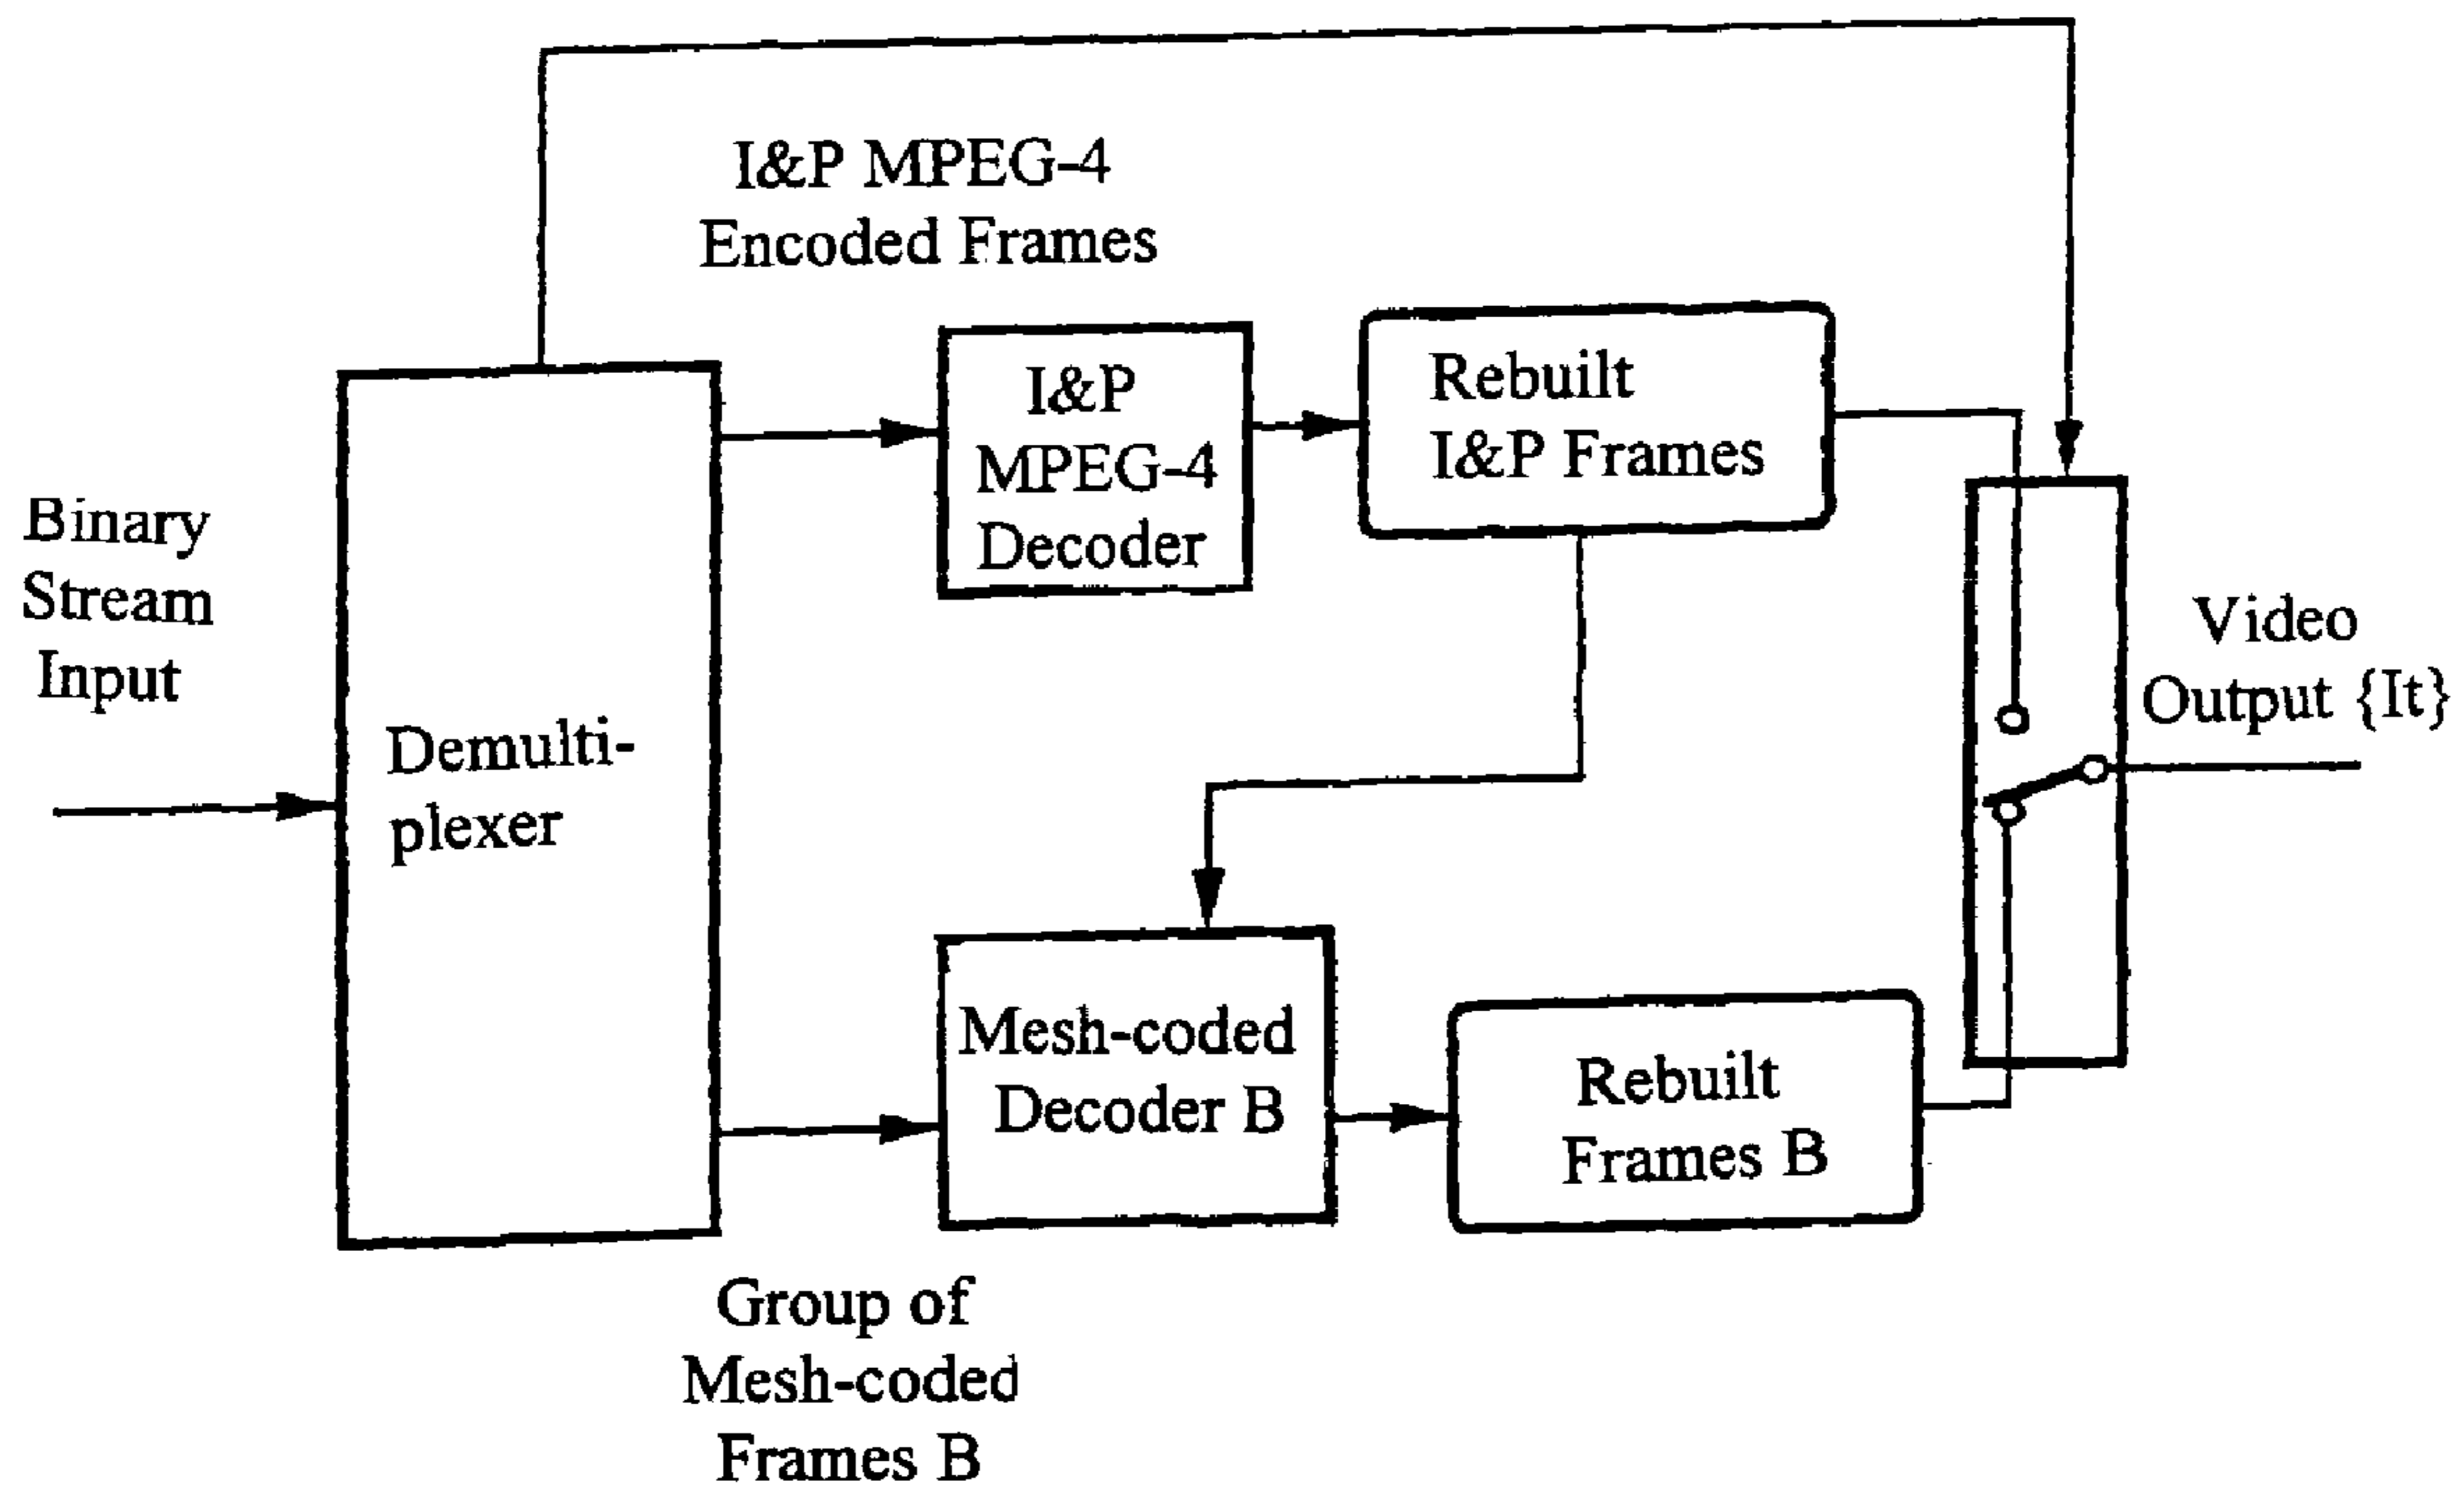 I&P MPEG-4
Encoded Frames
I&P
MPEG-4
Decoder
Rebuilt
I&P Frames
Binary
Stream
Input
Demulti-
plexer
Video
Output {It}
Mesh-coded
Decoder B
Rebuilt
Frames B
Group of
Mesh-coded
Frames B